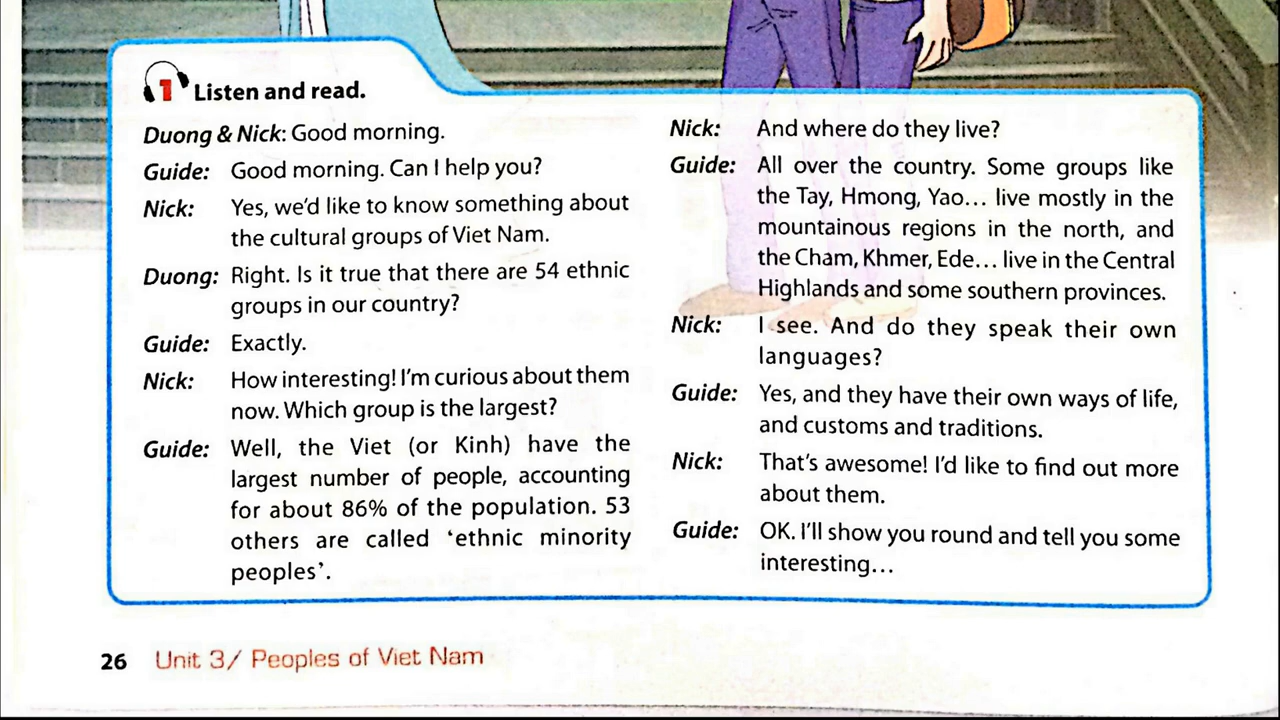 1 Listen and read.
Duong & Nick: Good morning.
Guide: Good morning. Can I help you?
Nick: Yes, we'd like to know something about
the cultural groups of Viet Nam.
Duong: Right. Is it true that there are 54 ethnic
groups in our country?
Guide: Exactly.
Nick: How interesting! I'm curious about them
now. Which group is the largest?
Guide: Well, the Viet (or Kinh) have the
largest number of people, accounting
for about 86% of the population. 53
others are called ‘ethnic minority
peoples’.
Nick: And where do they live?
Guide: All over the country. Some groups like
the Tay, Hmong, Yao... live mostly in the
mountainous regions in the north, and
the Cham, Khmer, Ede... live in the Central
Highlands and some southern provinces.
Nick: I see. And do they speak their own
languages?
Guide: Yes, and they have their own ways of life,
and customs and traditions.
Nick: That's awesome! I'd like to find out more
about them.
Guide: OK. I'll show you round and tell you some
interesting...
26 Unit 3/ Peoples of Viet Nam